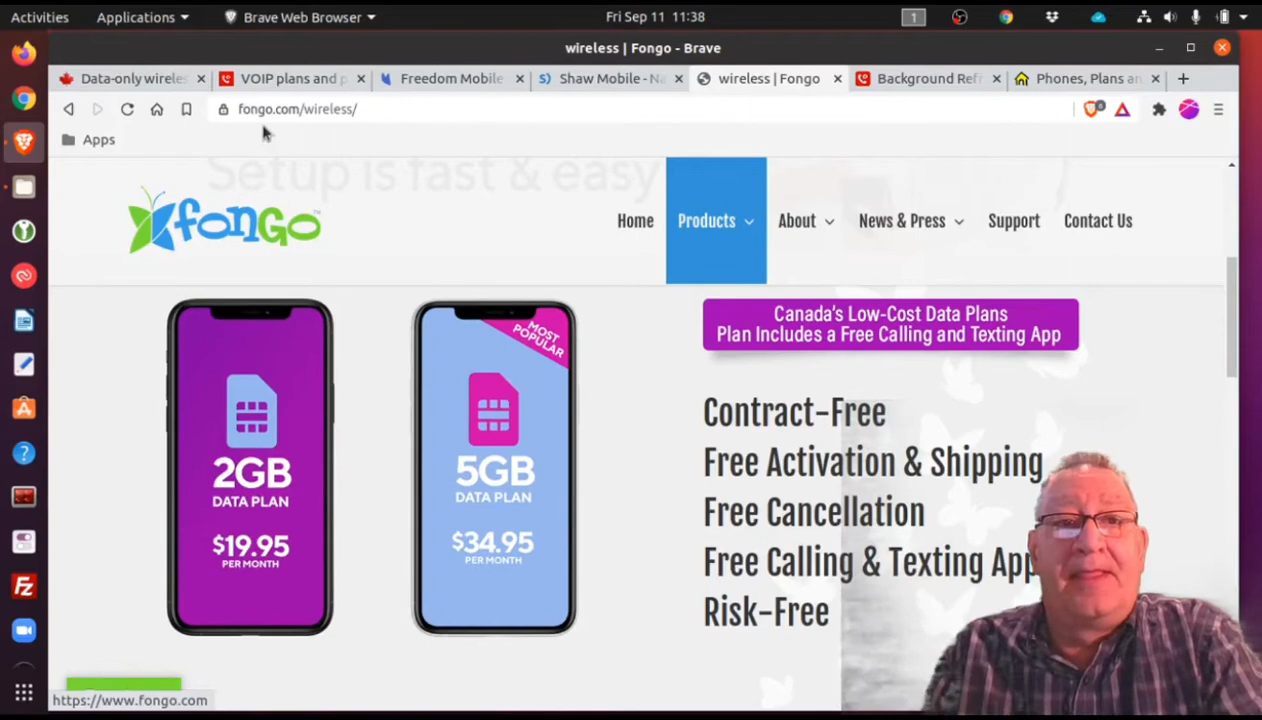 Activities
Applications
Brave Web Browser
Fri Sep 11 11:38
1
wireless | Fongo - Brave
Data-only wirele
VOIP plans and p
Freedom Mobile
Shaw Mobile - Na
wireless | Fongo
Background Refr
Phones, Plans an
fongo.com/wireless/
Apps
Setup is fast & easy
fonGo
Home
Products
About
News & Press
Support
Contact Us
MOST
POPULAR
2GB
DATA PLAN
$19.95
PER MONTH
5GB
DATA PLAN
$34.95
PER MONTH
Canada's Low-Cost Data Plans
Plan Includes a Free Calling and Texting App
Contract-Free
Free Activation & Shipping
Free Cancellation
Free Calling & Texting App
Risk-Free
https://www.fongo.com